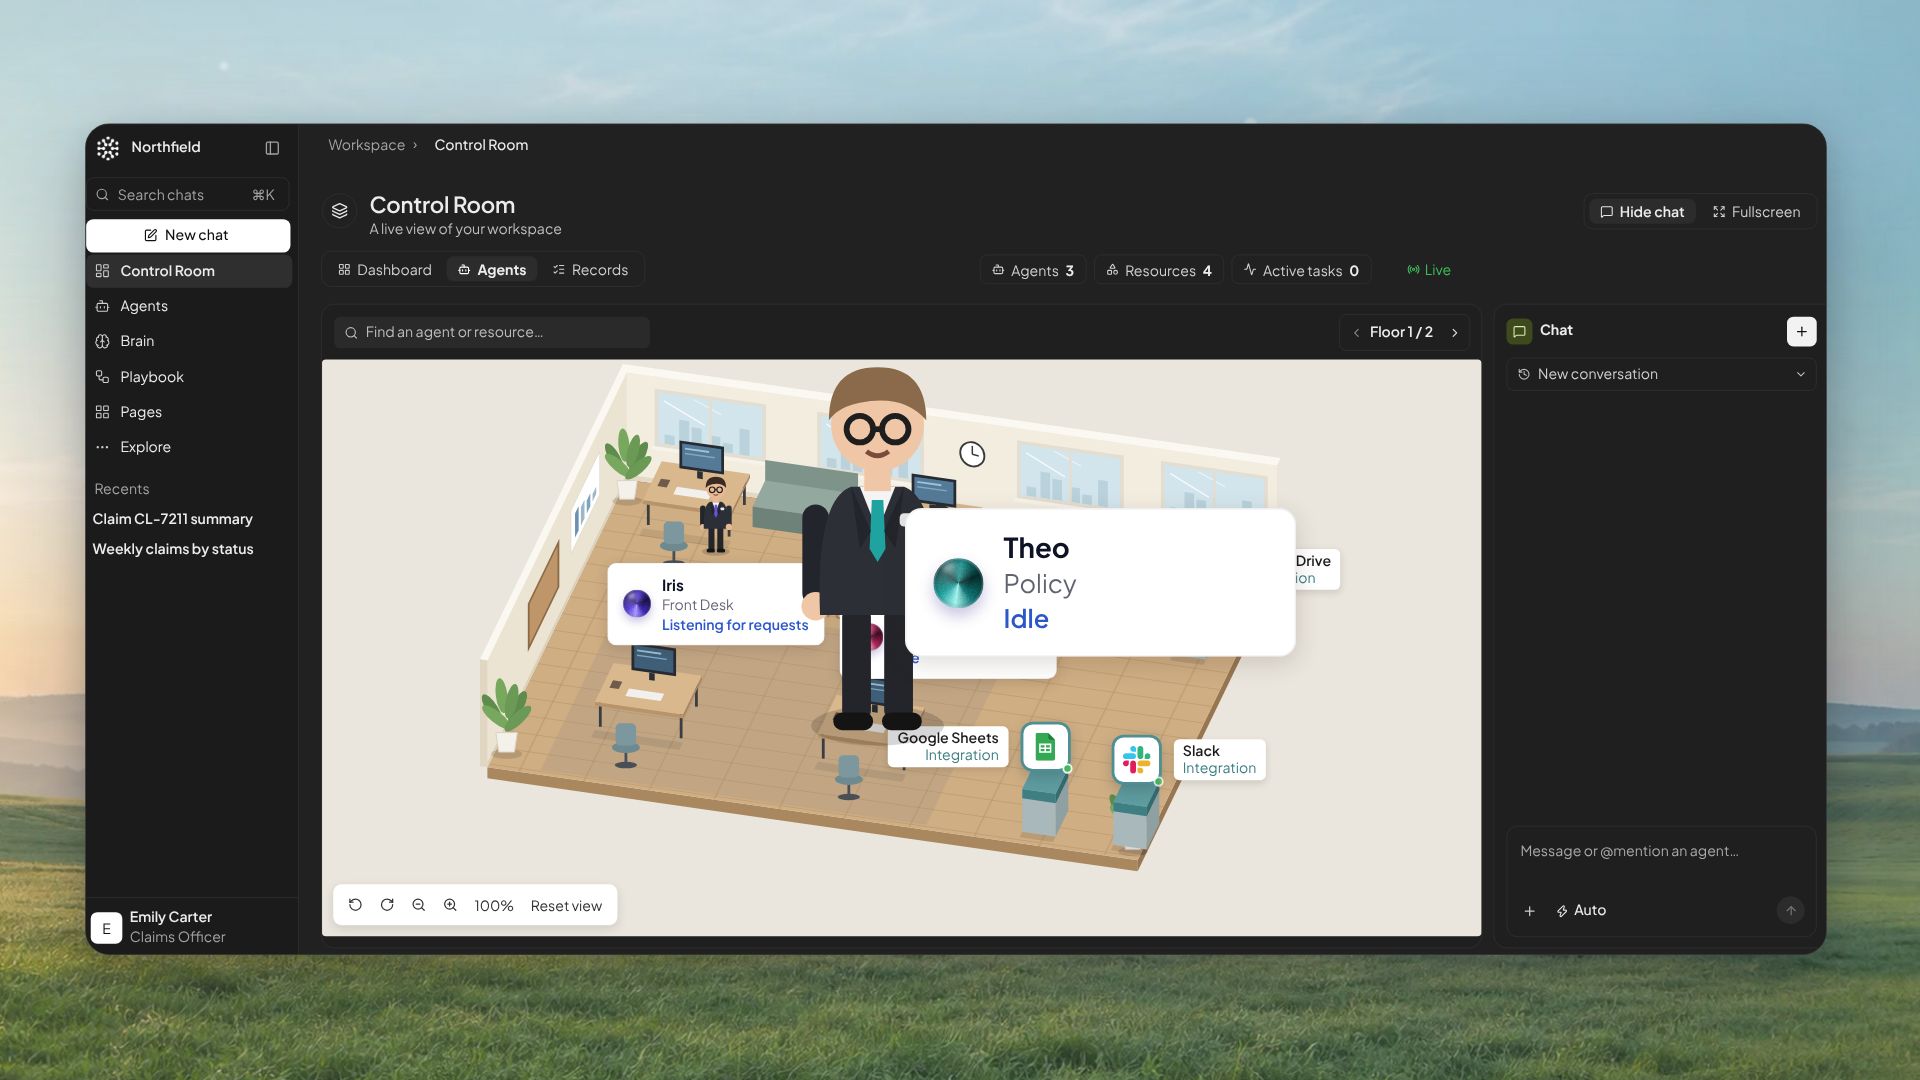 Northfield
Search chats ⌘K
New chat
Control Room
Agents
Brain
Playbook
Pages
Explore
Recents
Claim CL-7211 summary
Weekly claims by status
E
Emily Carter
Claims Officer
Workspace › Control Room
Control Room
A live view of your workspace
Hide chat
Fullscreen
Dashboard
Agents
Records
Agents 3
Resources 4
Active tasks 0
Live
Find an agent or resource...
Floor 1 / 2
Iris
Front Desk
Listening for requests
Theo
Policy
Idle
Drive
Google Sheets
Integration
Slack
Integration
100%
Reset view
Chat
New conversation
Message or @mention an agent...
Auto